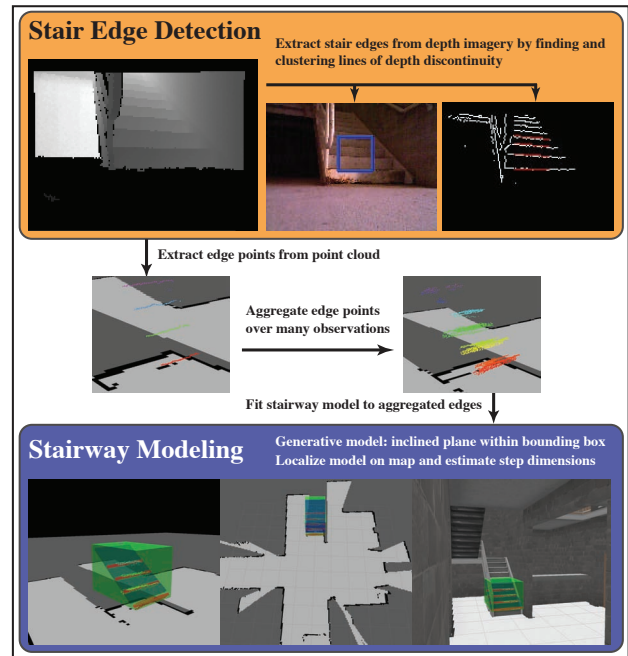 Stair Edge Detection
Extract stair edges from depth imagery by finding and
clustering lines of depth discontinuity
Extract edge points from point cloud
Aggregate edge points
over many observations
Fit stairway model to aggregated edges
Stairway Modeling
Generative model: inclined plane within bounding box
Localize model on map and estimate step dimensions